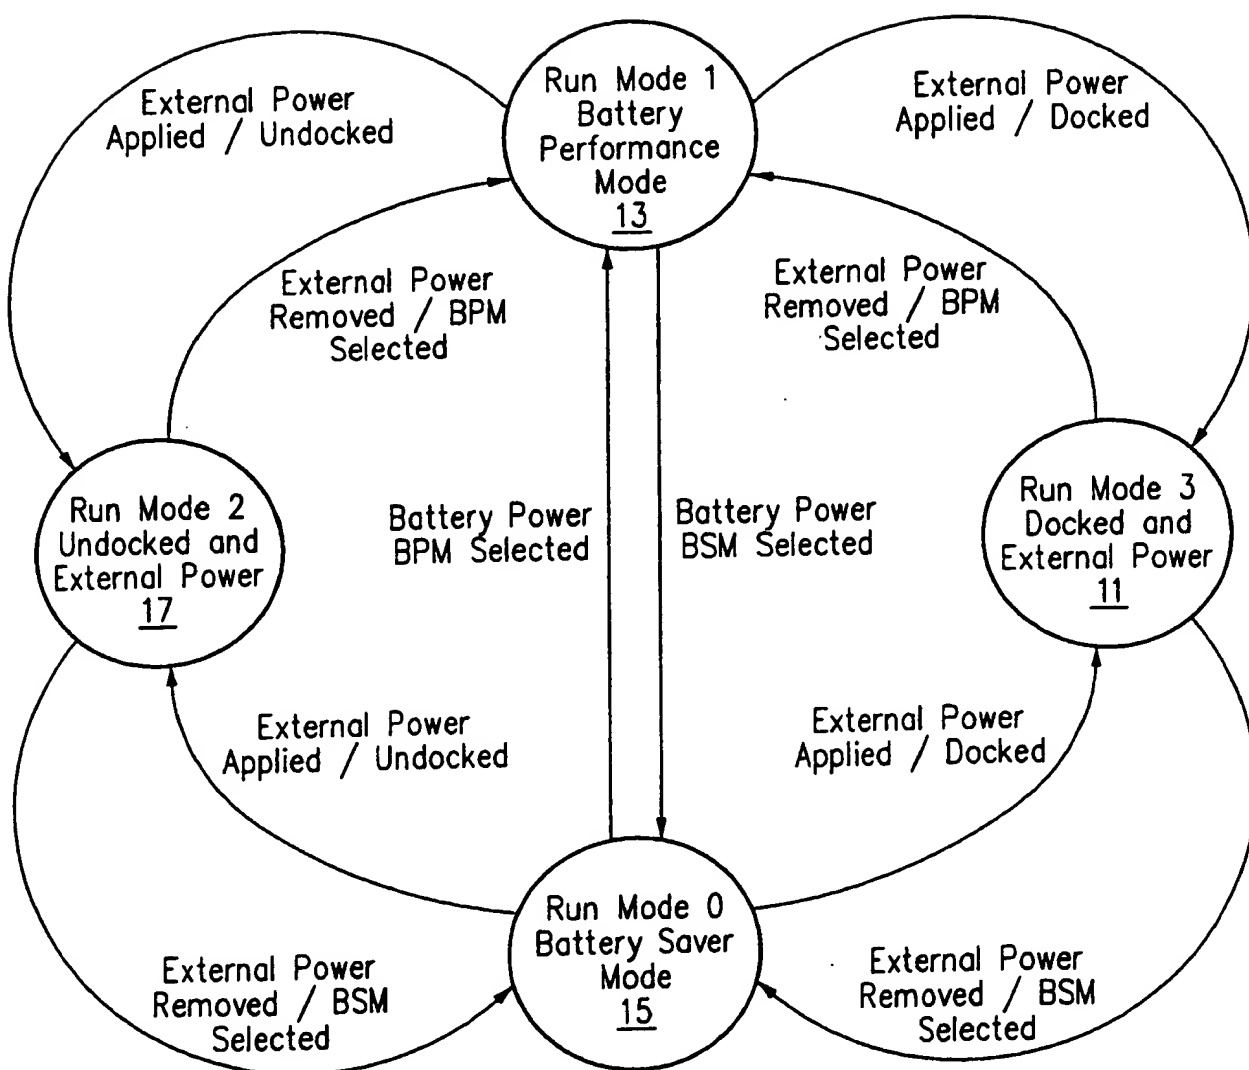 Run Mode 1
Battery
Performance
Mode
13
External Power
Applied / Undocked
External Power
Applied / Docked
External Power
Removed / BPM
Selected
External Power
Removed / BPM
Selected
Run Mode 2
Undocked and
External Power
17
Battery Power
BPM Selected
Battery Power
BSM Selected
Run Mode 3
Docked and
External Power
11
External Power
Applied / Undocked
External Power
Applied / Docked
Run Mode 0
Battery Saver
Mode
15
External Power
Removed / BSM
Selected
External Power
Removed / BSM
Selected